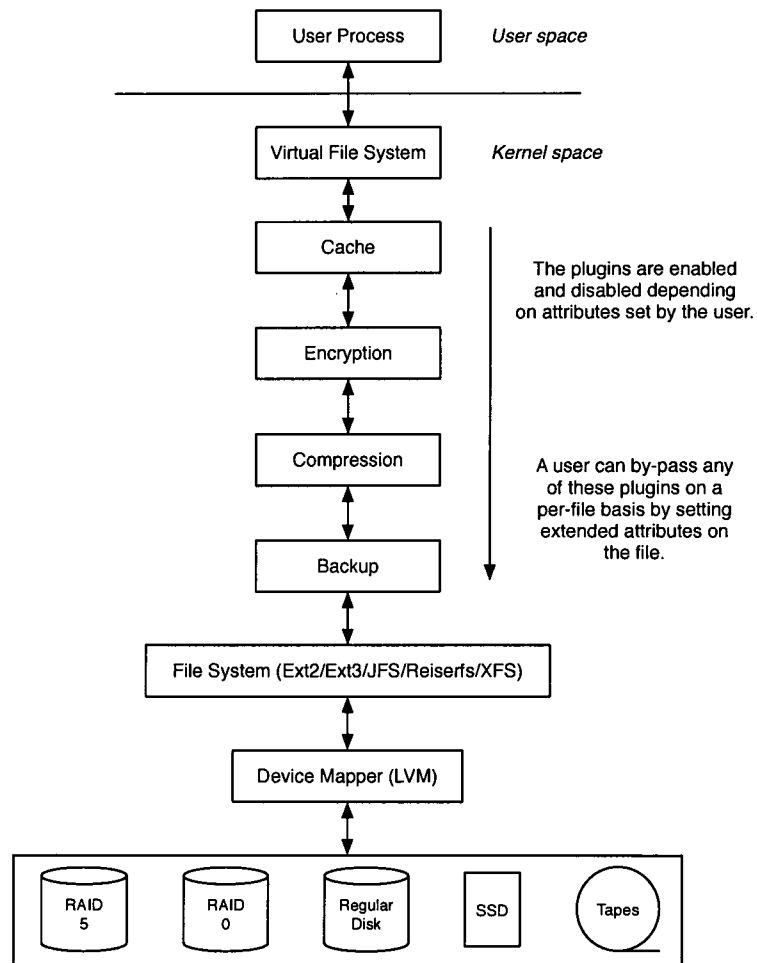 User Process
User space
Virtual File System
Kernel space
Cache
The plugins are enabled
and disabled depending
on attributes set by the user.
Encryption
Compression
A user can by-pass any
of these plugins on a
per-file basis by setting
extended attributes on
the file.
Backup
File System (Ext2/Ext3/JFS/Reiserfs/XFS)
Device Mapper (LVM)
RAID
5
RAID
0
Regular
Disk
SSD
Tapes